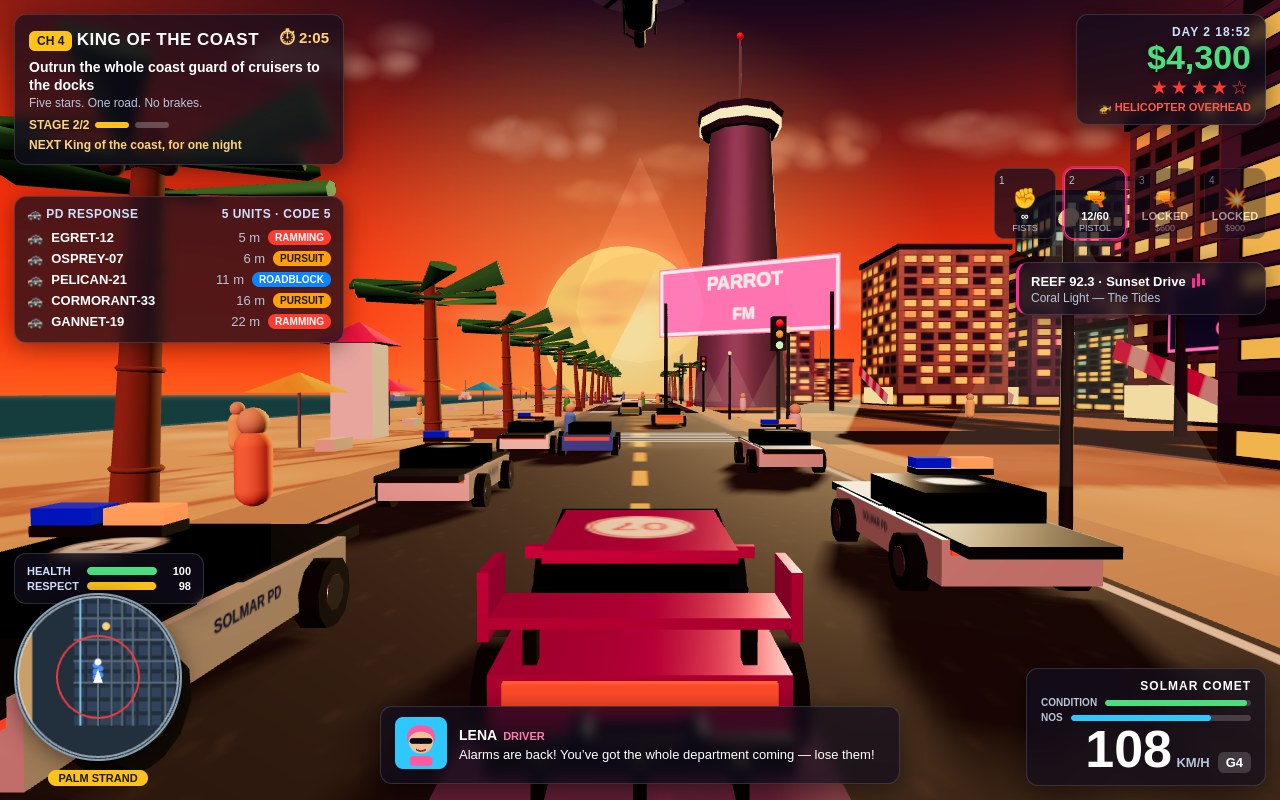 CH 4 KING OF THE COAST 2:05
Outrun the whole coast guard of cruisers to
the docks
Five stars. One road. No brakes.
STAGE 2/2
NEXT King of the coast, for one night
PD RESPONSE 5 UNITS · CODE 5
EGRET-12 5 m RAMMING
OSPREY-07 6 m PURSUIT
PELICAN-21 11 m ROADBLOCK
CORMORANT-33 16 m PURSUIT
GANNET-19 22 m RAMMING
DAY 2 18:52
$4,300
★★★★☆
HELICOPTER OVERHEAD
1 2 3 4
∞ 12/60 LOCKED LOCKED
FISTS PISTOL $600 $900
REEF 92.3 · Sunset Drive
Coral Light — The Tides
PARROT
FM
07
SOLMAR PD
SOLMAR PD
HEALTH 100
RESPECT 98
PALM STRAND
LENA DRIVER
Alarms are back! You've got the whole department coming — lose them!
SOLMAR COMET
CONDITION
NOS
108 KM/H G4